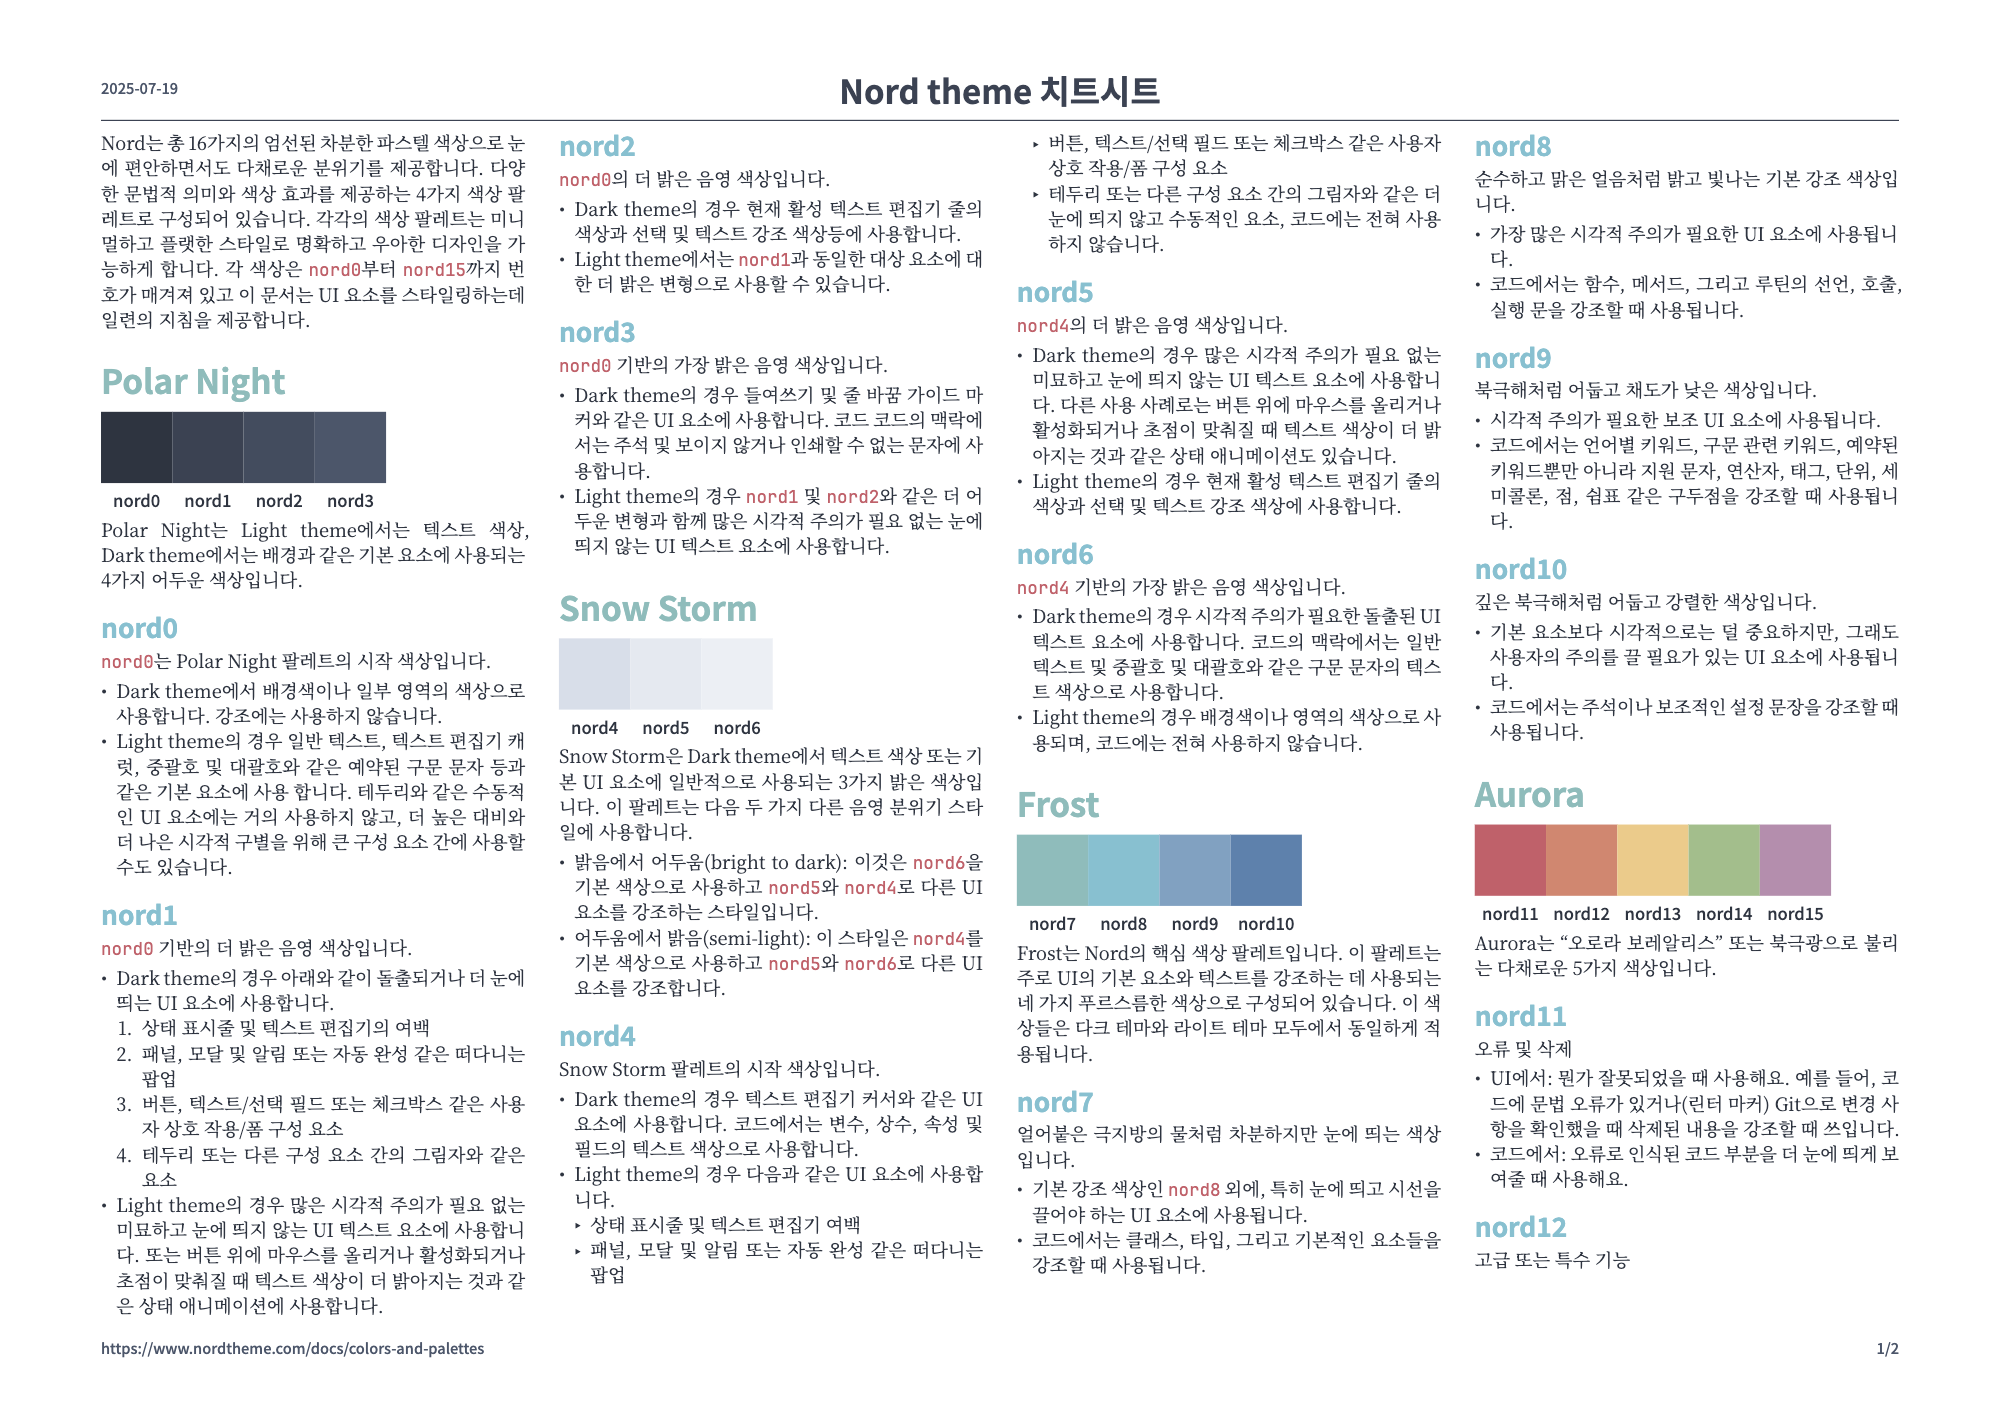 2025-07-19
Nord theme 치트시트
Nord는 총 16가지의 엄선된 차분한 파스텔 색상으로 눈
에 편안하면서도 다채로운 분위기를 제공합니다. 다양
한 문법적 의미와 색상 효과를 제공하는 4가지 색상 팔
레트로 구성되어 있습니다. 각각의 색상 팔레트는 미니
멀하고 플랫한 스타일로 명확하고 우아한 디자인을 가
능하게 합니다. 각 색상은 nord0부터 nord15까지 번
호가 매겨져 있고 이 문서는 UI 요소를 스타일링하는데
일련의 지침을 제공합니다.
Polar Night
nord0 nord1 nord2 nord3
Polar Night는 Light theme에서는 텍스트 색상,
Dark theme에서는 배경과 같은 기본 요소에 사용되는
4가지 어두운 색상입니다.
nord0
nord0는 Polar Night 팔레트의 시작 색상입니다.
• Dark theme에서 배경색이나 일부 영역의 색상으로
사용합니다. 강조에는 사용하지 않습니다.
• Light theme의 경우 일반 텍스트, 텍스트 편집기 캐
럿, 중괄호 및 대괄호와 같은 예약된 구문 문자 등과
같은 기본 요소에 사용 합니다. 테두리와 같은 수동적
인 UI 요소에는 거의 사용하지 않고, 더 높은 대비와
더 나은 시각적 구별을 위해 큰 구성 요소 간에 사용할
수도 있습니다.
nord1
nord0 기반의 더 밝은 음영 색상입니다.
• Dark theme의 경우 아래와 같이 돌출되거나 더 눈에
띄는 UI 요소에 사용합니다.
1. 상태 표시줄 및 텍스트 편집기의 여백
2. 패널, 모달 및 알림 또는 자동 완성 같은 떠다니는
팝업
3. 버튼, 텍스트/선택 필드 또는 체크박스 같은 사용
자 상호 작용/폼 구성 요소
4. 테두리 또는 다른 구성 요소 간의 그림자와 같은
요소
• Light theme의 경우 많은 시각적 주의가 필요 없는
미묘하고 눈에 띄지 않는 UI 텍스트 요소에 사용합니
다. 또는 버튼 위에 마우스를 올리거나 활성화되거나
초점이 맞춰질 때 텍스트 색상이 더 밝아지는 것과 같
은 상태 애니메이션에 사용합니다.
nord2
nord0의 더 밝은 음영 색상입니다.
• Dark theme의 경우 현재 활성 텍스트 편집기 줄의
색상과 선택 및 텍스트 강조 색상등에 사용합니다.
• Light theme에서는 nord1과 동일한 대상 요소에 대
한 더 밝은 변형으로 사용할 수 있습니다.
nord3
nord0 기반의 가장 밝은 음영 색상입니다.
• Dark theme의 경우 들여쓰기 및 줄 바꿈 가이드 마
커와 같은 UI 요소에 사용합니다. 코드 코드의 맥락에
서는 주석 및 보이지 않거나 인쇄할 수 없는 문자에 사
용합니다.
• Light theme의 경우 nord1 및 nord2와 같은 더 어
두운 변형과 함께 많은 시각적 주의가 필요 없는 눈에
띄지 않는 UI 텍스트 요소에 사용합니다.
Snow Storm
nord4 nord5 nord6
Snow Storm은 Dark theme에서 텍스트 색상 또는 기
본 UI 요소에 일반적으로 사용되는 3가지 밝은 색상입
니다. 이 팔레트는 다음 두 가지 다른 음영 분위기 스타
일에 사용합니다.
• 밝음에서 어두움(bright to dark): 이것은 nord6을
기본 색상으로 사용하고 nord5와 nord4로 다른 UI
요소를 강조하는 스타일입니다.
• 어두움에서 밝음(semi-light): 이 스타일은 nord4를
기본 색상으로 사용하고 nord5와 nord6로 다른 UI
요소를 강조합니다.
nord4
Snow Storm 팔레트의 시작 색상입니다.
• Dark theme의 경우 텍스트 편집기 커서와 같은 UI
요소에 사용합니다. 코드에서는 변수, 상수, 속성 및
필드의 텍스트 색상으로 사용합니다.
• Light theme의 경우 다음과 같은 UI 요소에 사용합
니다.
‣ 상태 표시줄 및 텍스트 편집기 여백
‣ 패널, 모달 및 알림 또는 자동 완성 같은 떠다니는
팝업
‣ 버튼, 텍스트/선택 필드 또는 체크박스 같은 사용자
상호 작용/폼 구성 요소
‣ 테두리 또는 다른 구성 요소 간의 그림자와 같은 더
눈에 띄지 않고 수동적인 요소, 코드에는 전혀 사용
하지 않습니다.
nord5
nord4의 더 밝은 음영 색상입니다.
• Dark theme의 경우 많은 시각적 주의가 필요 없는
미묘하고 눈에 띄지 않는 UI 텍스트 요소에 사용합니
다. 다른 사용 사례로는 버튼 위에 마우스를 올리거나
활성화되거나 초점이 맞춰질 때 텍스트 색상이 더 밝
아지는 것과 같은 상태 애니메이션도 있습니다.
• Light theme의 경우 현재 활성 텍스트 편집기 줄의
색상과 선택 및 텍스트 강조 색상에 사용합니다.
nord6
nord4 기반의 가장 밝은 음영 색상입니다.
• Dark theme의 경우 시각적 주의가 필요한 돌출된 UI
텍스트 요소에 사용합니다. 코드의 맥락에서는 일반
텍스트 및 중괄호 및 대괄호와 같은 구문 문자의 텍스
트 색상으로 사용합니다.
• Light theme의 경우 배경색이나 영역의 색상으로 사
용되며, 코드에는 전혀 사용하지 않습니다.
Frost
nord7 nord8 nord9 nord10
Frost는 Nord의 핵심 색상 팔레트입니다. 이 팔레트는
주로 UI의 기본 요소와 텍스트를 강조하는 데 사용되는
네 가지 푸르스름한 색상으로 구성되어 있습니다. 이 색
상들은 다크 테마와 라이트 테마 모두에서 동일하게 적
용됩니다.
nord7
얼어붙은 극지방의 물처럼 차분하지만 눈에 띄는 색상
입니다.
• 기본 강조 색상인 nord8 외에, 특히 눈에 띄고 시선을
끌어야 하는 UI 요소에 사용됩니다.
• 코드에서는 클래스, 타입, 그리고 기본적인 요소들을
강조할 때 사용됩니다.
nord8
순수하고 맑은 얼음처럼 밝고 빛나는 기본 강조 색상입
니다.
• 가장 많은 시각적 주의가 필요한 UI 요소에 사용됩니
다.
• 코드에서는 함수, 메서드, 그리고 루틴의 선언, 호출,
실행 문을 강조할 때 사용됩니다.
nord9
북극해처럼 어둡고 채도가 낮은 색상입니다.
• 시각적 주의가 필요한 보조 UI 요소에 사용됩니다.
• 코드에서는 언어별 키워드, 구문 관련 키워드, 예약된
키워드뿐만 아니라 지원 문자, 연산자, 태그, 단위, 세
미콜론, 점, 쉼표 같은 구두점을 강조할 때 사용됩니
다.
nord10
깊은 북극해처럼 어둡고 강렬한 색상입니다.
• 기본 요소보다 시각적으로는 덜 중요하지만, 그래도
사용자의 주의를 끌 필요가 있는 UI 요소에 사용됩니
다.
• 코드에서는 주석이나 보조적인 설정 문장을 강조할 때
사용됩니다.
Aurora
nord11 nord12 nord13 nord14 nord15
Aurora는 “오로라 보레알리스” 또는 북극광으로 불리
는 다채로운 5가지 색상입니다.
nord11
오류 및 삭제
• UI에서: 뭔가 잘못되었을 때 사용해요. 예를 들어, 코
드에 문법 오류가 있거나(린터 마커) Git으로 변경 사
항을 확인했을 때 삭제된 내용을 강조할 때 쓰입니다.
• 코드에서: 오류로 인식된 코드 부분을 더 눈에 띄게 보
여줄 때 사용해요.
nord12
고급 또는 특수 기능
https://www.nordtheme.com/docs/colors-and-palettes
1/2